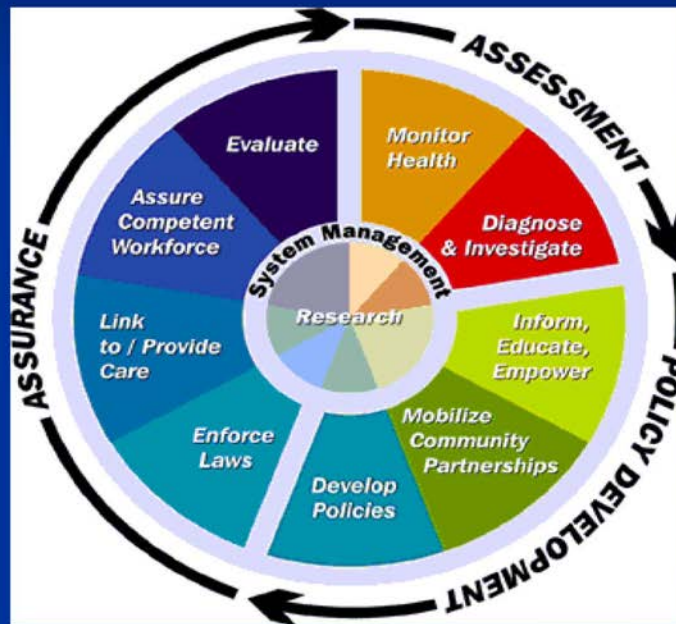 ASSESSMENT
Monitor
Health
Diagnose
& Investigate
POLICY DEVELOPMENT
Inform,
Educate,
Empower
Mobilize
Community
Partnerships
Develop
Policies
ASSURANCE
Enforce
Laws
Link
to / Provide
Care
Assure
Competent
Workforce
Evaluate
System Management
Research